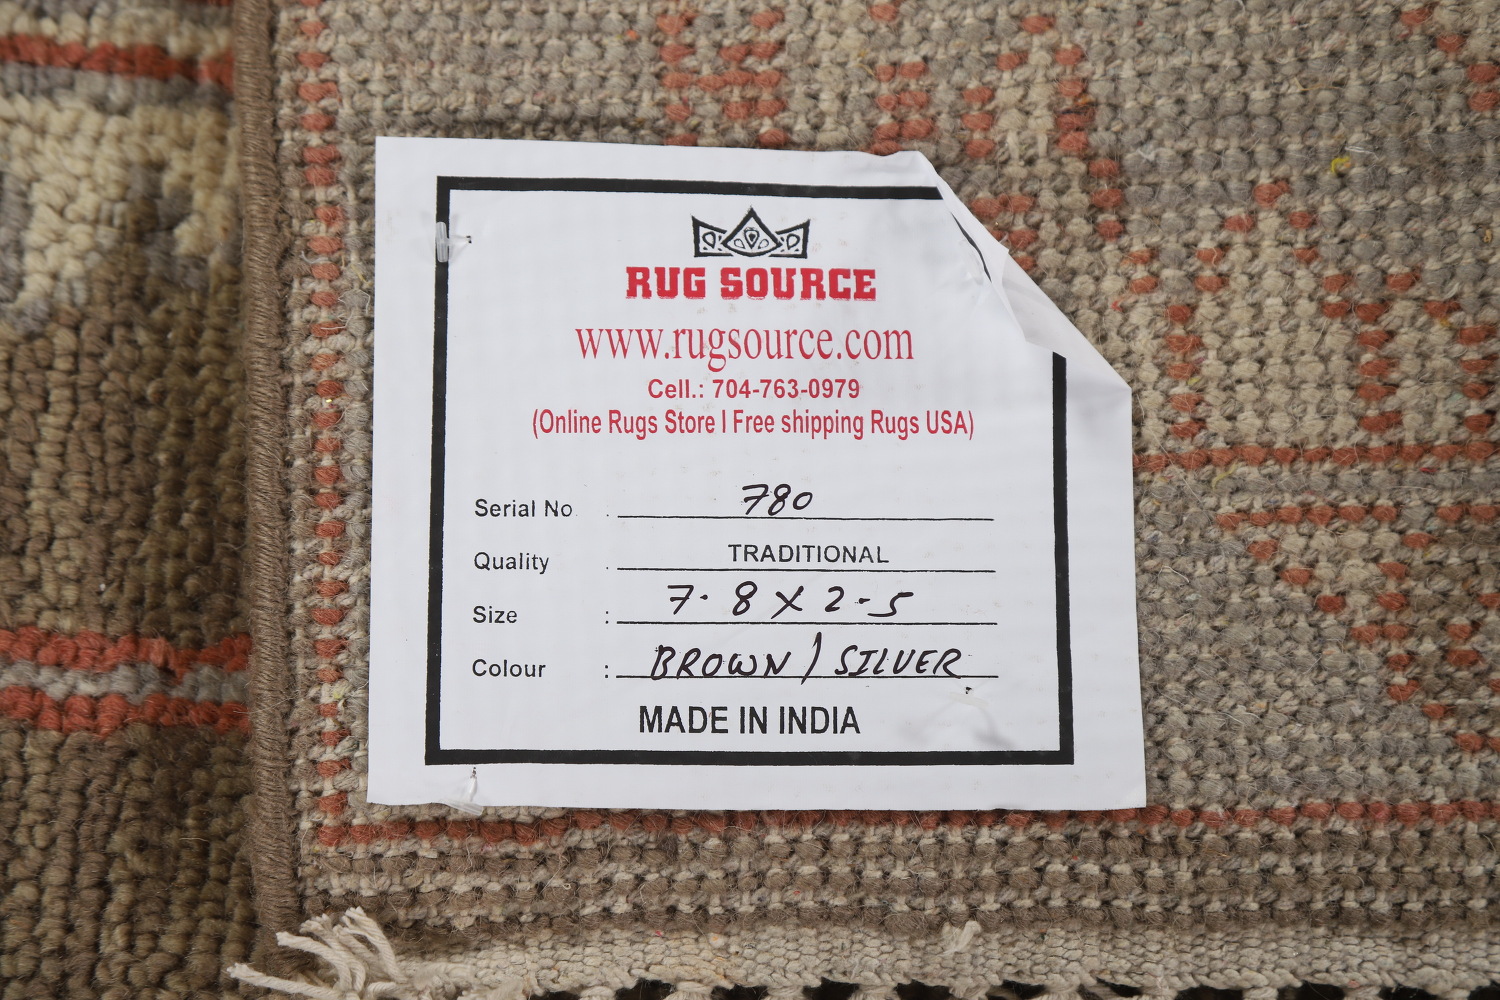 RUG SOURCE
www.rugsource.com
Cell.: 704-763-0979
(Online Rugs Store I Free shipping Rugs USA)
Serial No. : 780
Quality : TRADITIONAL
Size : 7.8 X 2-5
Colour : BROWN / SILVER
MADE IN INDIA